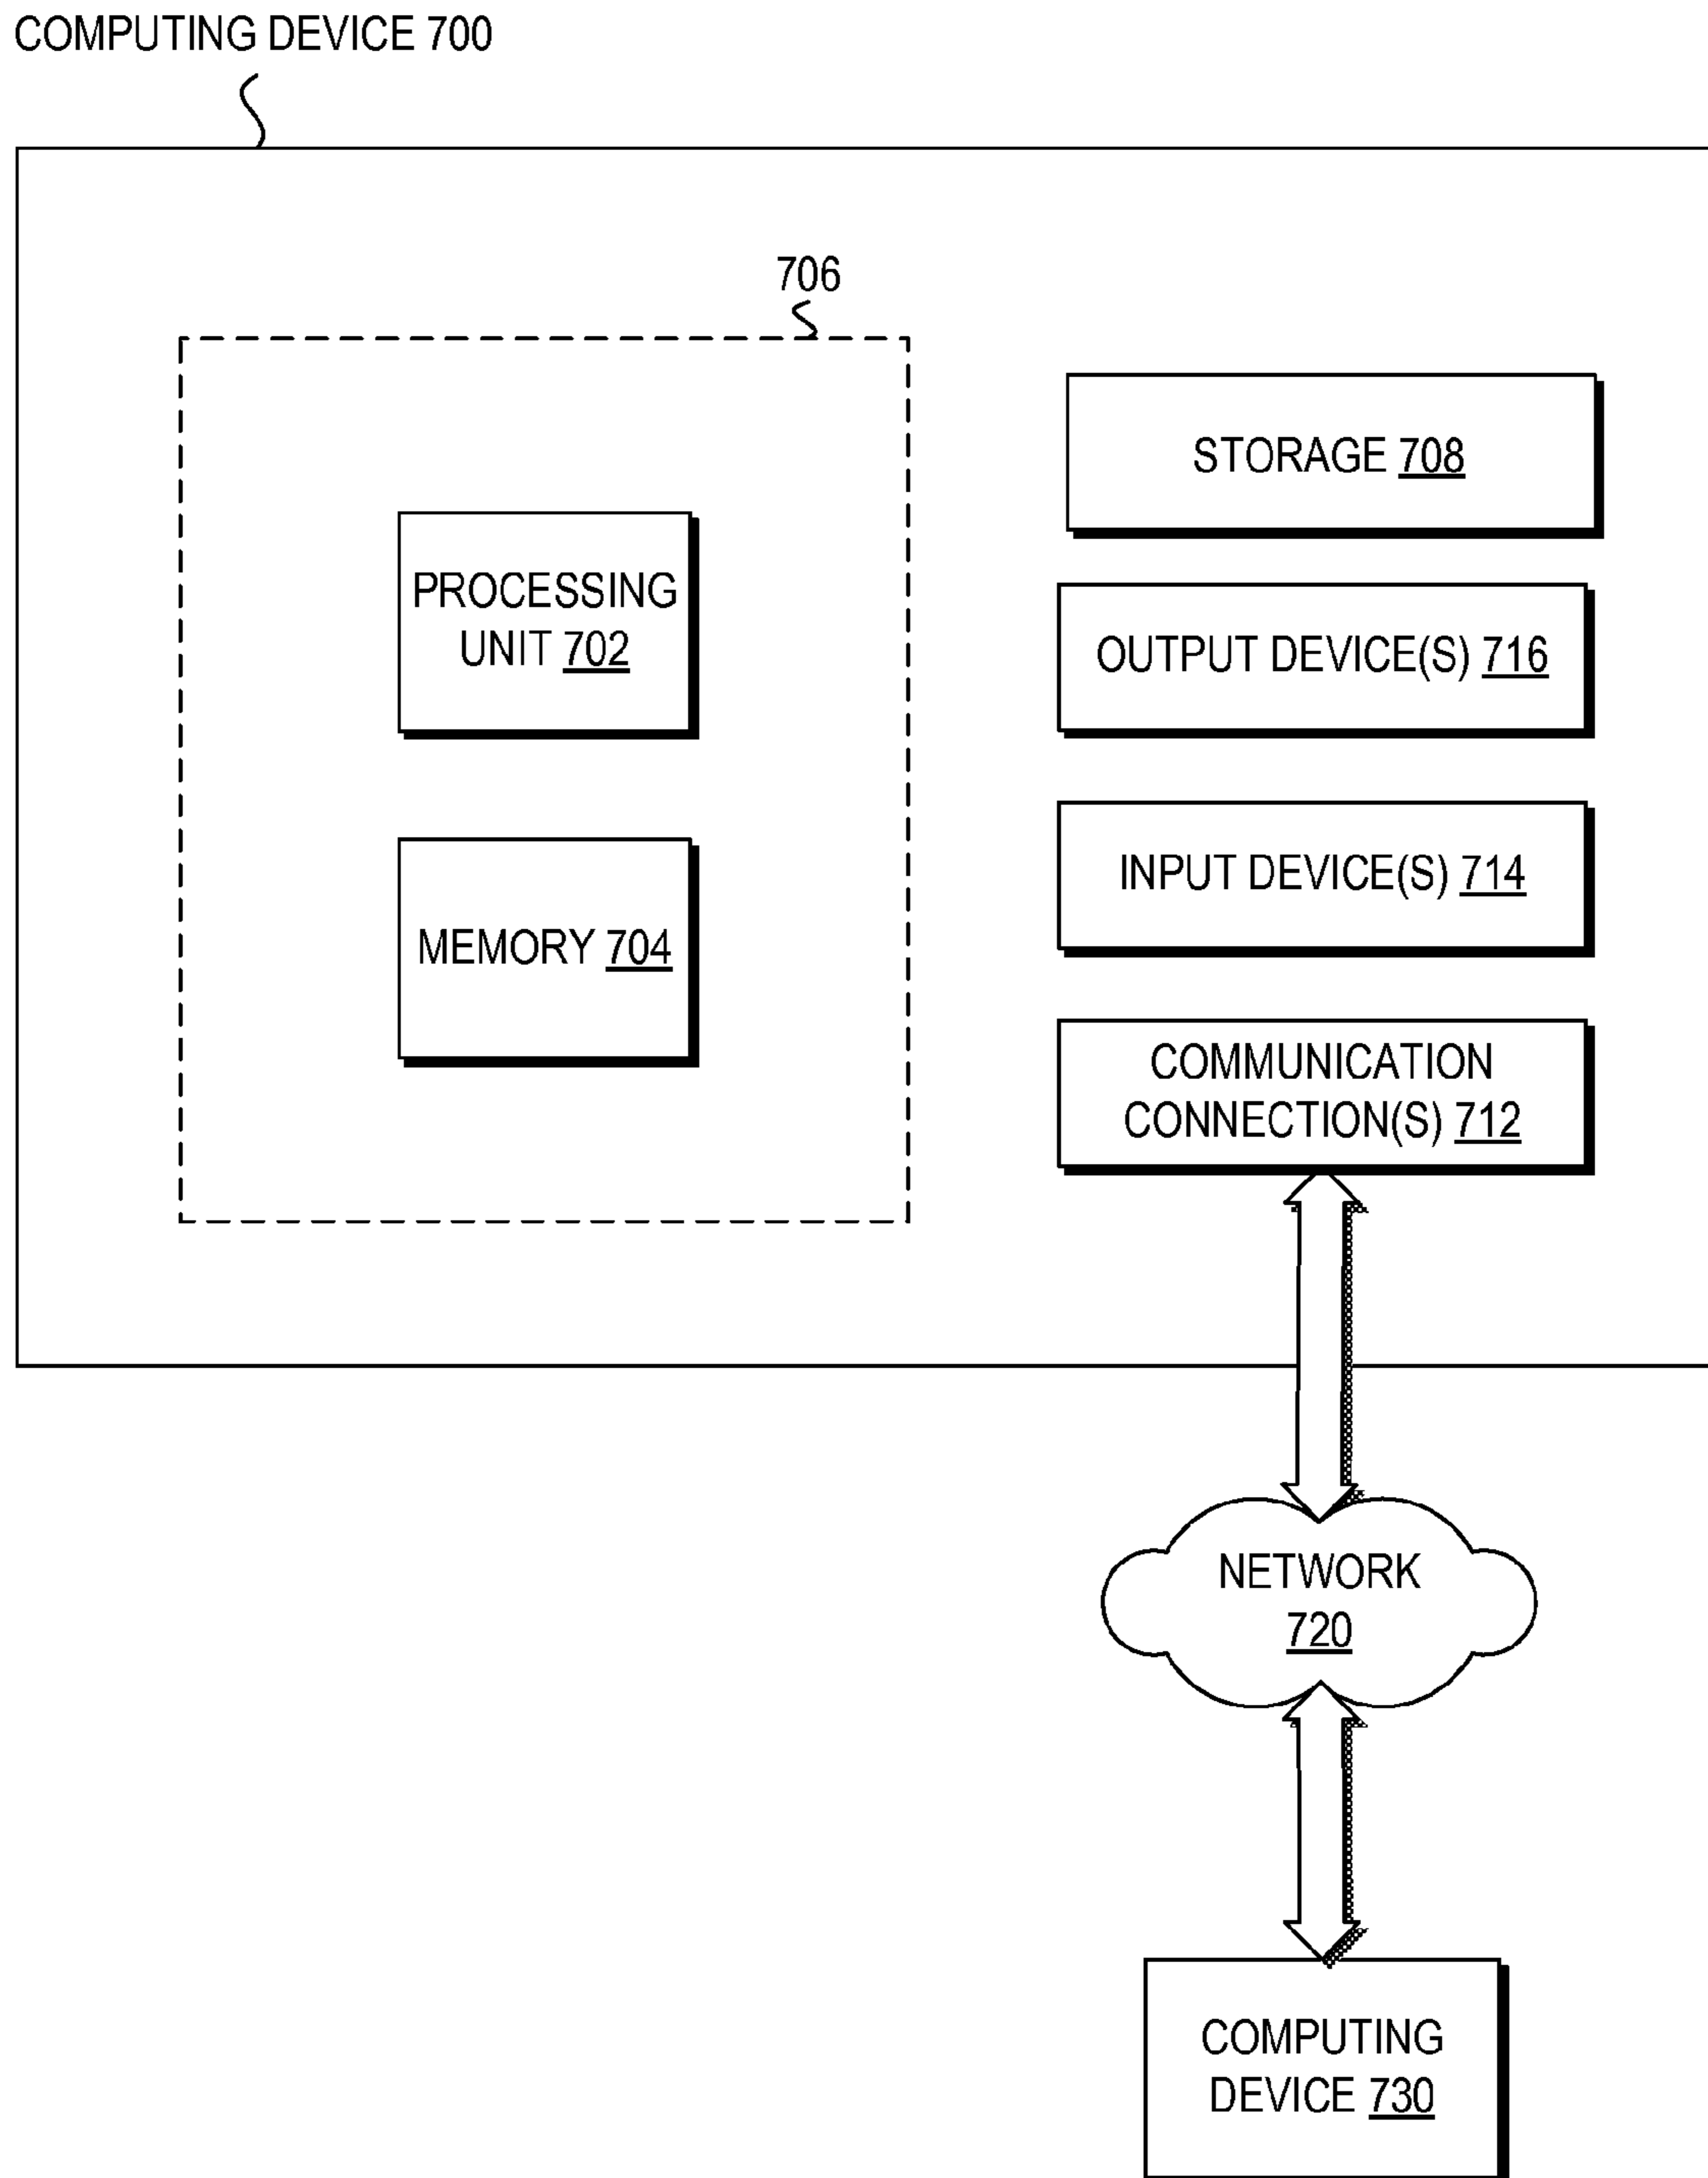 COMPUTING DEVICE 700
706
PROCESSING
UNIT 702
MEMORY 704
STORAGE 708
OUTPUT DEVICE(S) 716
INPUT DEVICE(S) 714
COMMUNICATION
CONNECTION(S) 712
NETWORK
720
COMPUTING
DEVICE 730